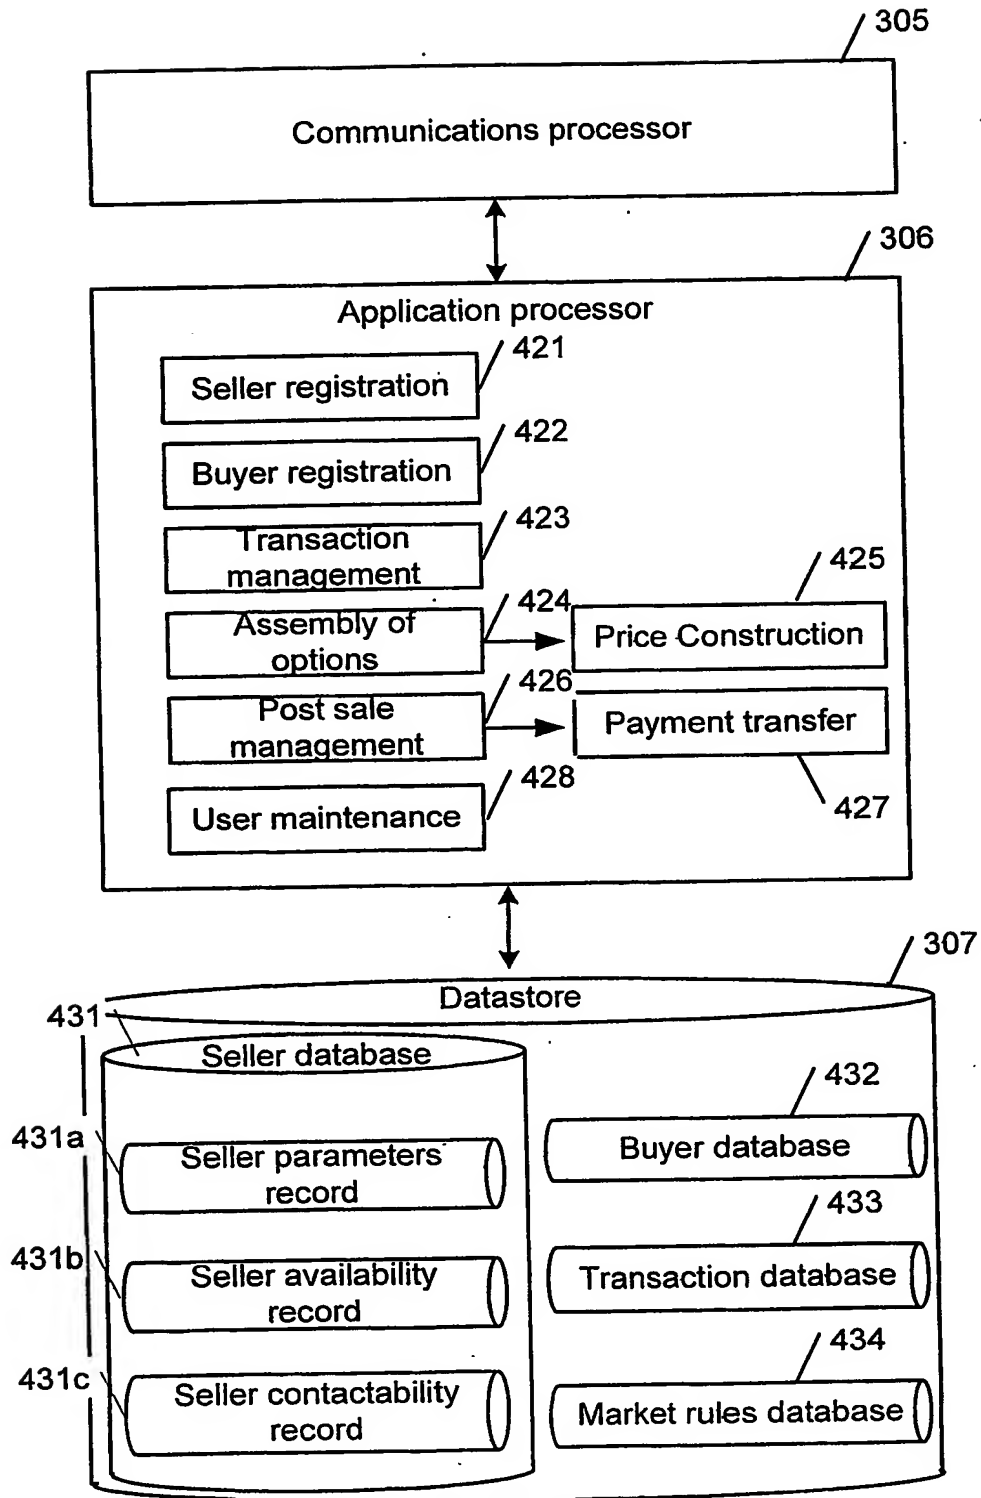 305
Communications processor
306
Application processor
421
Seller registration
422
Buyer registration
423
Transaction
management
425
424
Assembly of
options
Price Construction
426
Post sale
management
Payment transfer
428
User maintenance
427
307
Datastore
431
Seller database
432
431a
Buyer database
Seller parameters
record
433
431b
Seller availability
record
Transaction database
434
431c
Seller contactability
record
Market rules database